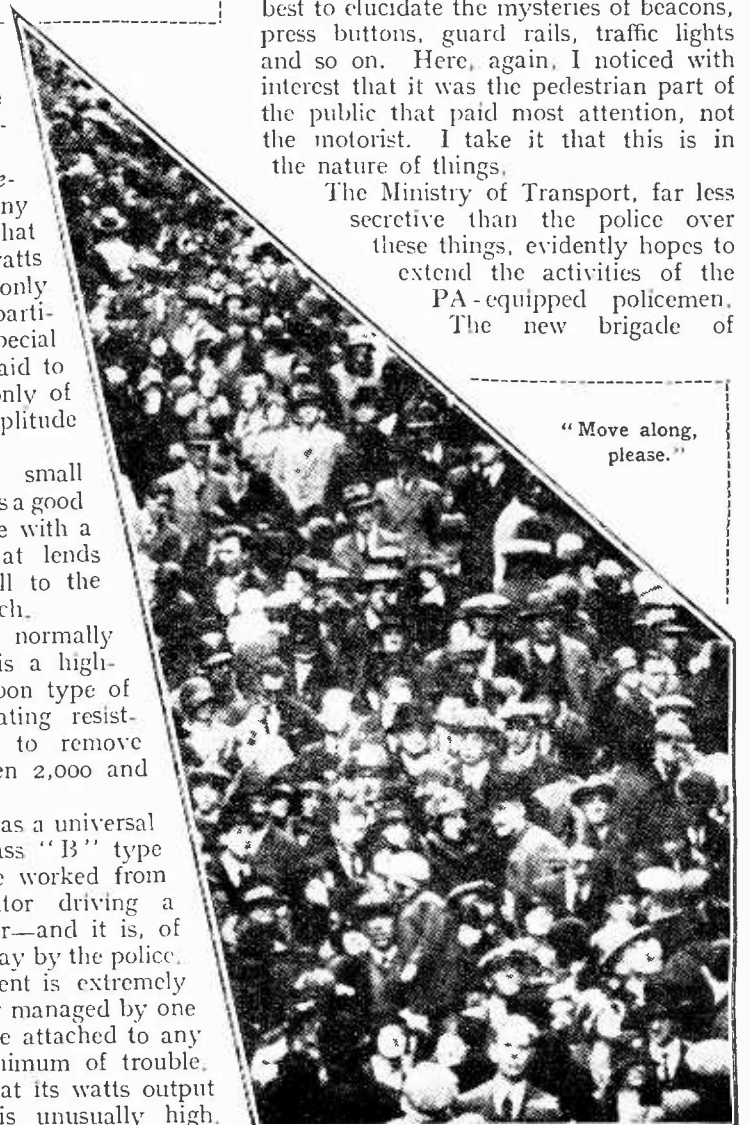 e-
ny
hat
atts
only
parti-
pecial
aid to
only of
plitude
small
s a good
e with a
at lends
ll to the
ch.
normally
is a high-
bon type of
ating resist-
to remove
en 2,000 and
as a universal
ass "B" type
e worked from
tor driving a
r—and it is, of
ay by the police.
ent is extremely
managed by one
e attached to any
nimum of trouble.
at its watts output
is unusually high.
best to elucidate the mysteries of beacons,
press buttons, guard rails, traffic lights
and so on. Here, again, I noticed with
interest that it was the pedestrian part of
the public that paid most attention, not
the motorist. I take it that this is in
the nature of things.
The Ministry of Transport, far less
secretive than the police over
these things, evidently hopes to
extend the activities of the
PA-equipped policemen.
The new brigade of
"Move along,
please."